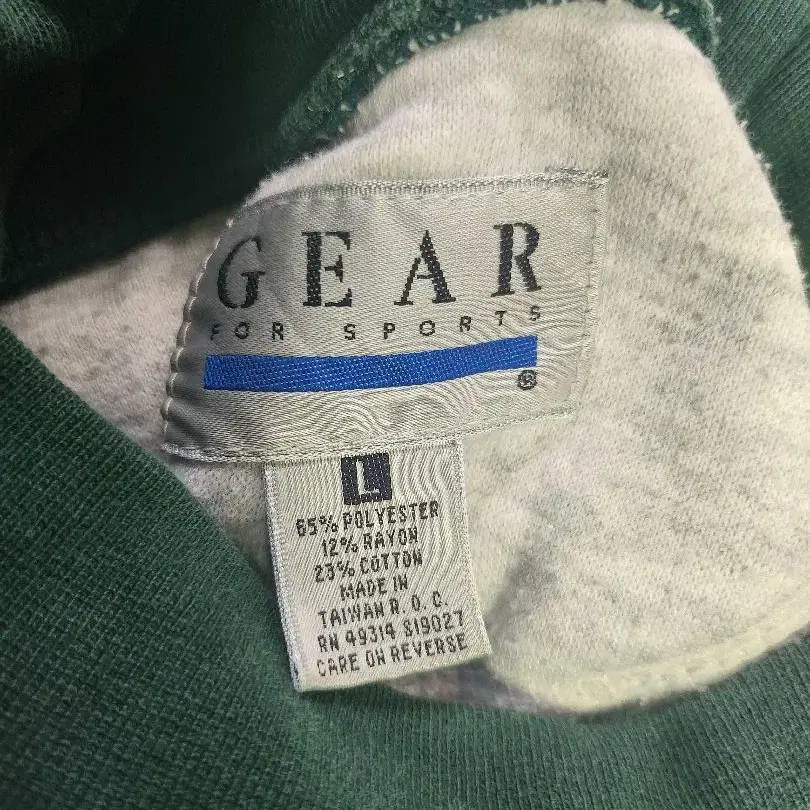 GEAR
FOR SPORTS
®
L
65% POLYESTER
12% RAYON
23% COTTON
MADE IN
TAIWAN R.O.C.
RN 49314 S19027
CARE ON REVERSE